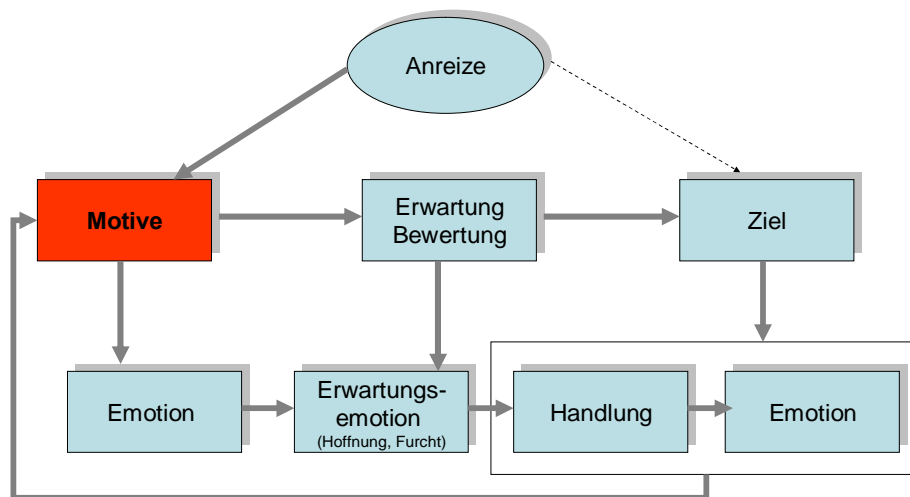 Anreize
Motive
Erwartung
Bewertung
Ziel
Emotion
Erwartungs-
emotion
(Hoffnung, Furcht)
Handlung
Emotion